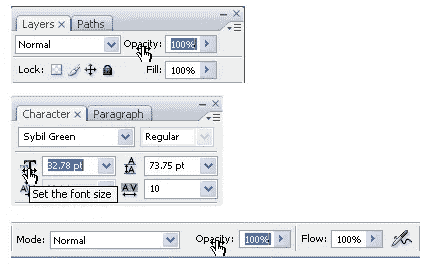 Layers × Paths
Normal Opacity: 100%
Lock: Fill: 100%
Character × Paragraph
Sybil Green Regular
T 32.78 pt A A 73.75 pt
Set the font size AV 10
Mode: Normal Opacity: 100% Flow: 100%